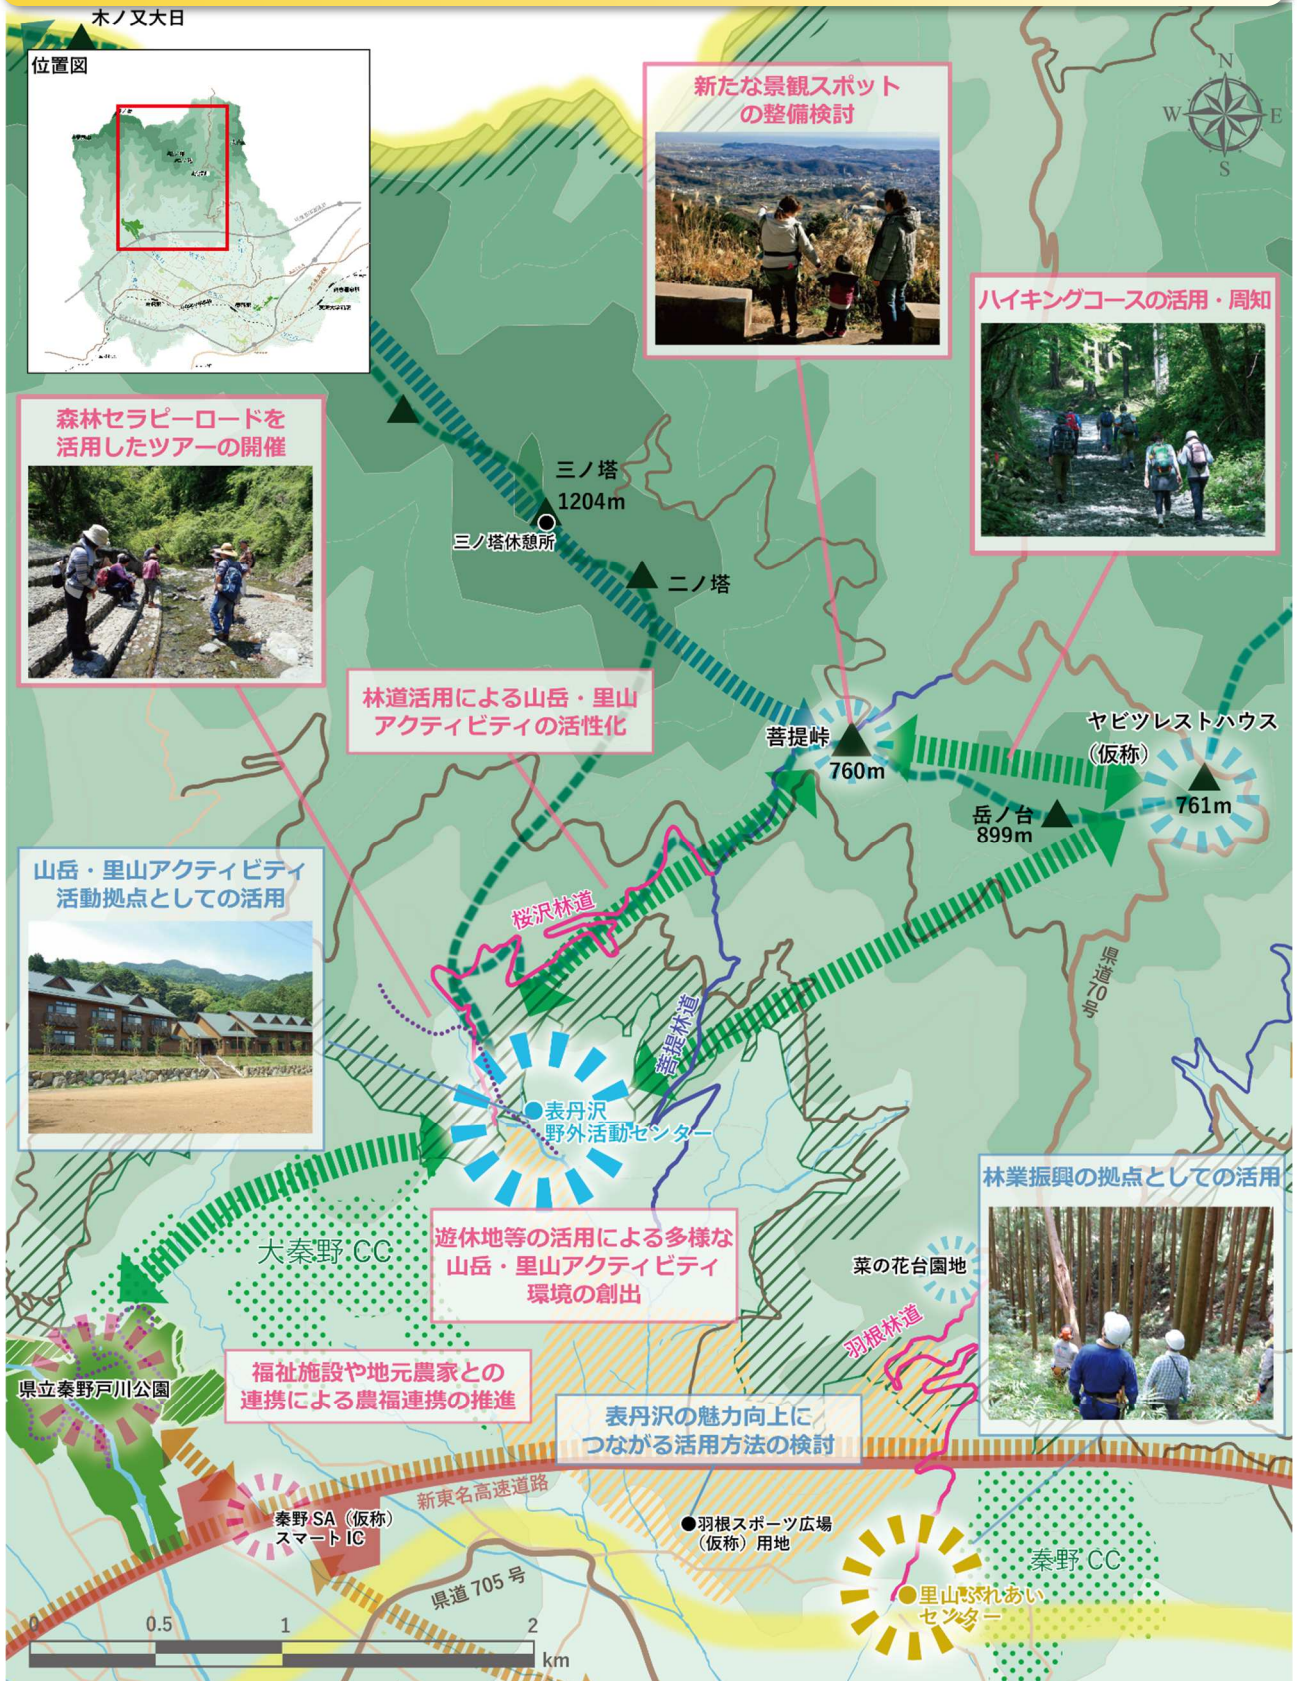 木ノ又大日
位置図
N
W
E
S
新たな景観スポット
の整備検討
ハイキングコースの活用・周知
森林セラピーロードを
活用したツアーの開催
三ノ塔
1204m
三ノ塔休憩所
二ノ塔
林道活用による山岳・里山
アクティビティの活性化
菩提峠
760m
ヤビツレストハウス
(仮称)
761m
岳ノ台
899m
山岳・里山アクティビティ
活動拠点としての活用
桜沢林道
県道70号
菩提林道
表丹沢
野外活動センター
林業振興の拠点としての活用
遊休地等の活用による多様な
山岳・里山アクティビティ
環境の創出
大秦野 CC
菜の花台園地
羽根林道
県立秦野戸川公園
福祉施設や地元農家との
連携による農福連携の推進
表丹沢の魅力向上に
つながる活用方法の検討
新東名高速道路
秦野 SA（仮称）
スマート IC
羽根スポーツ広場
（仮称）用地
秦野 CC
県道 705 号
里山ふれあい
センター
0 0.5 1 2
km